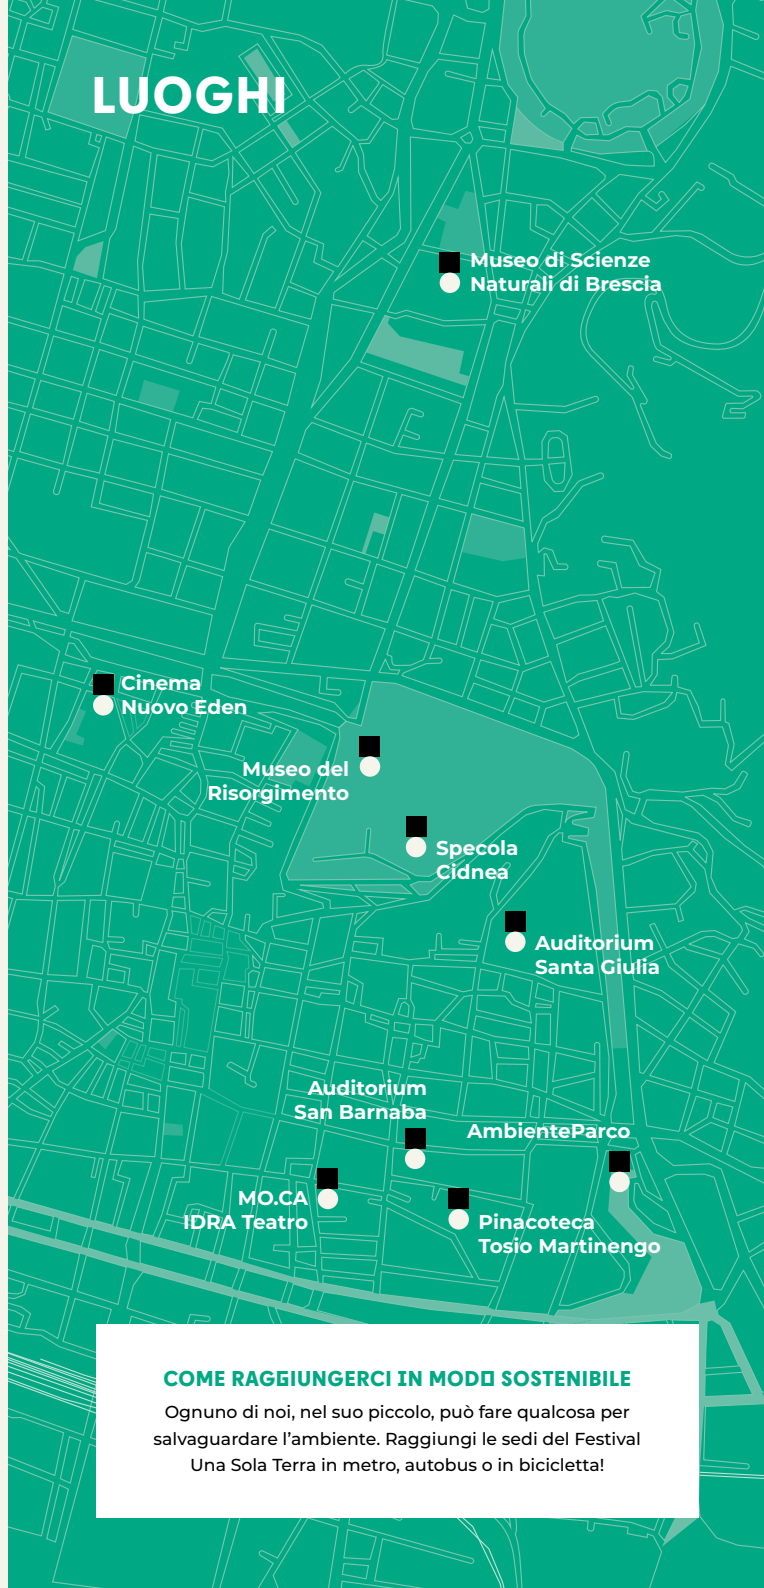 LUOGHI
Museo di Scienze
Naturali di Brescia
Cinema
Nuovo Eden
Museo del
Risorgimento
Specola
Cidnea
Auditorium
Santa Giulia
Auditorium
San Barnaba
AmbienteParco
MO.CA
IDRA Teatro
Pinacoteca
Tosio Martinengo
COME RAGGIUNGERCI IN MODO SOSTENIBILE
Ognuno di noi, nel suo piccolo, può fare qualcosa per
salvaguardare l’ambiente. Raggiungi le sedi del Festival
Una Sola Terra in metro, autobus o in bicicletta!